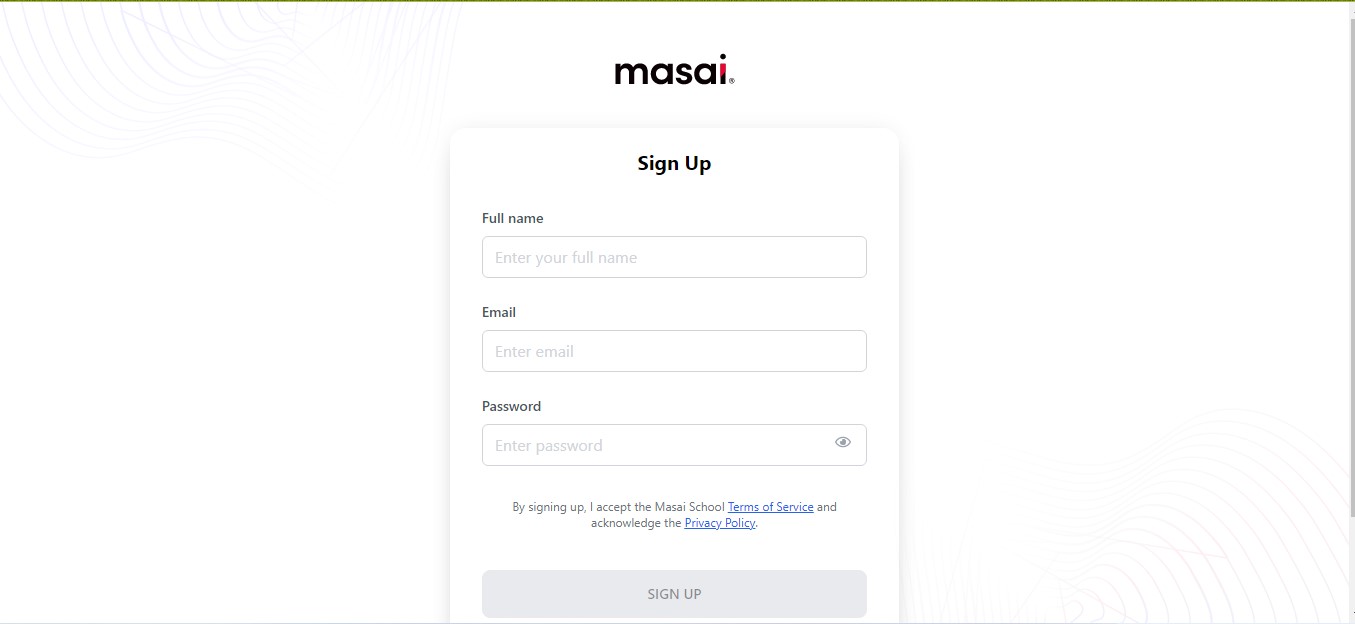 masai®
Sign Up
Full name
Enter your full name
Email
Enter email
Password
Enter password
By signing up, I accept the Masai School Terms of Service and
acknowledge the Privacy Policy.
SIGN UP